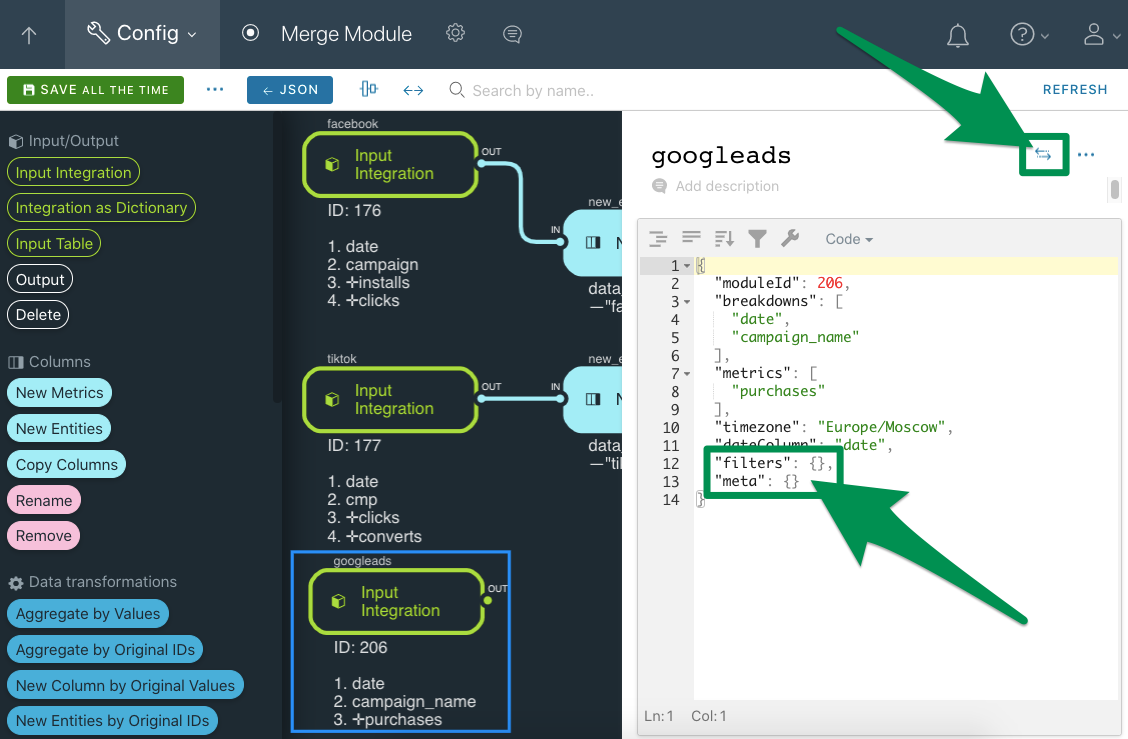 Config
Merge Module
SAVE ALL THE TIME
...
← JSON
Search by name..
REFRESH
Input/Output
Input Integration
Integration as Dictionary
Input Table
Output
Delete
Columns
New Metrics
New Entities
Copy Columns
Rename
Remove
Data transformations
Aggregate by Values
Aggregate by Original IDs
New Column by Original Values
New Entities by Original IDs
facebook
Input
Integration
OUT
ID: 176
1. date
2. campaign
3. ✛installs
4. ✛clicks
new_e
IN
N
data_
—"fa
tiktok
Input
Integration
OUT
ID: 177
1. date
2. cmp
3. ✛clicks
4. ✛converts
new_e
IN
N
data_
—"til
googleads
Input
Integration
OUT
ID: 206
1. date
2. campaign_name
3. ✛purchases
googleads
...
Add description
Code
1 {
2 "moduleId": 206,
3 "breakdowns": [
4 "date",
5 "campaign_name"
6 ],
7 "metrics": [
8 "purchases"
9 ],
10 "timezone": "Europe/Moscow",
11 "dateColumn": "date",
12 "filters": {},
13 "meta": {}
14 }
Ln: 1 Col: 1